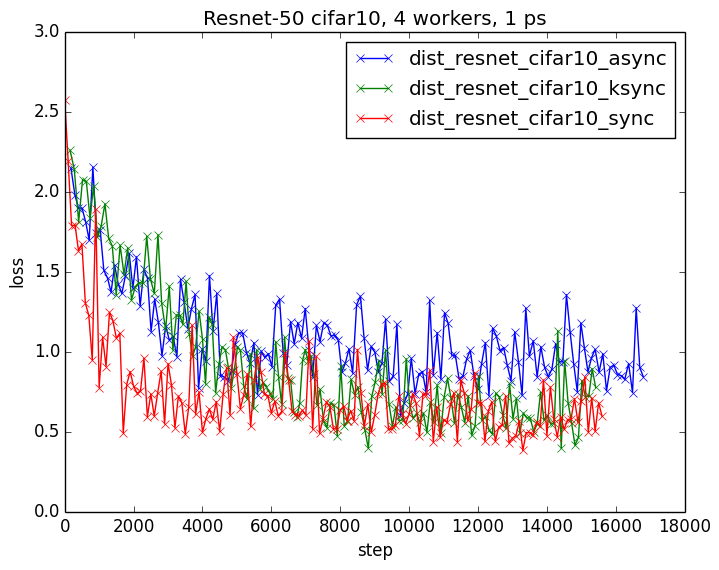 Resnet-50 cifar10, 4 workers, 1 ps
3.0
dist_resnet_cifar10_async
dist_resnet_cifar10_ksync
dist_resnet_cifar10_sync
2.5
2.0
1.5
loss
1.0
0.5
0.0
0 2000 4000 6000 8000 10000 12000 14000 16000 18000
step